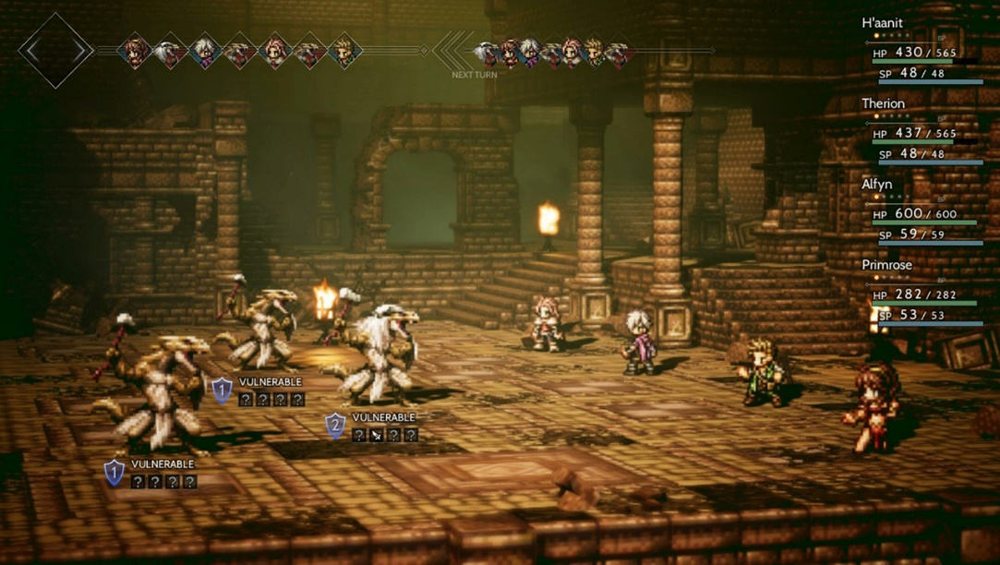 NEXT TURN
H'aanit
BP
HP 430/565
SP 48/48
Therion
BP
HP 437/565
SP 48/48
Alfyn
BP
HP 600/600
SP 59/59
Primrose
BP
HP 282/282
SP 53/53
1 VULNERABLE
? ? ? ?
2 VULNERABLE
? ? ?
1 VULNERABLE
? ? ? ?